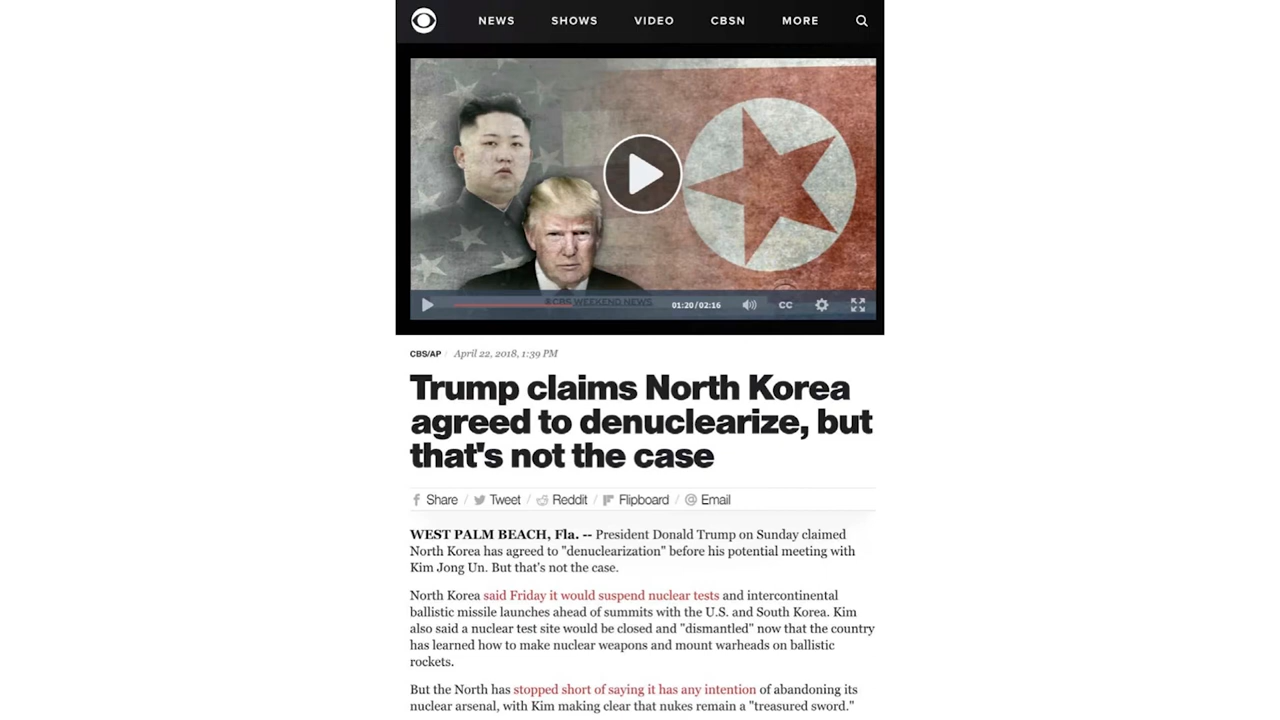 NEWS SHOWS VIDEO CBSN MORE
CBS WEEKEND NEWS
01:20/02:16 CC
CBS/AP / April 22, 2018, 1:39 PM
Trump claims North Korea
agreed to denuclearize, but
that's not the case
Share / Tweet / Reddit / Flipboard / Email
WEST PALM BEACH, Fla. -- President Donald Trump on Sunday claimed
North Korea has agreed to "denuclearization" before his potential meeting with
Kim Jong Un. But that's not the case.
North Korea said Friday it would suspend nuclear tests and intercontinental
ballistic missile launches ahead of summits with the U.S. and South Korea. Kim
also said a nuclear test site would be closed and "dismantled" now that the country
has learned how to make nuclear weapons and mount warheads on ballistic
rockets.
But the North has stopped short of saying it has any intention of abandoning its
nuclear arsenal, with Kim making clear that nukes remain a "treasured sword."